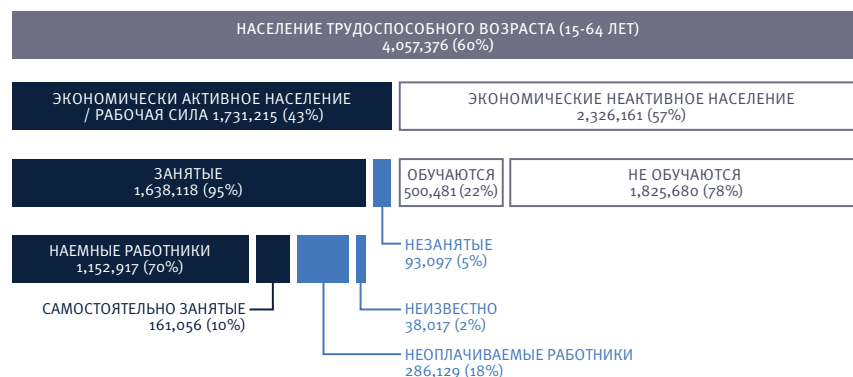 НАСЕЛЕНИЕ ТРУДОСПОСОБНОГО ВОЗРАСТА (15-64 ЛЕТ)
4,057,376 (60%)
ЭКОНОМИЧЕСКИ АКТИВНОЕ НАСЕЛЕНИЕ
/ РАБОЧАЯ СИЛА 1,731,215 (43%)
ЭКОНОМИЧЕСКИЕ НЕАКТИВНОЕ НАСЕЛЕНИЕ
2,326,161 (57%)
ЗАНЯТЫЕ
1,638,118 (95%)
ОБУЧАЮТСЯ
500,481 (22%)
НЕ ОБУЧАЮТСЯ
1,825,680 (78%)
НАЕМНЫЕ РАБОТНИКИ
1,152,917 (70%)
НЕЗАНЯТЫЕ
93,097 (5%)
САМОСТОЯТЕЛЬНО ЗАНЯТЫЕ
161,056 (10%)
НЕИЗВЕСТНО
38,017 (2%)
НЕОПЛАЧИВАЕМЫЕ РАБОТНИКИ
286,129 (18%)